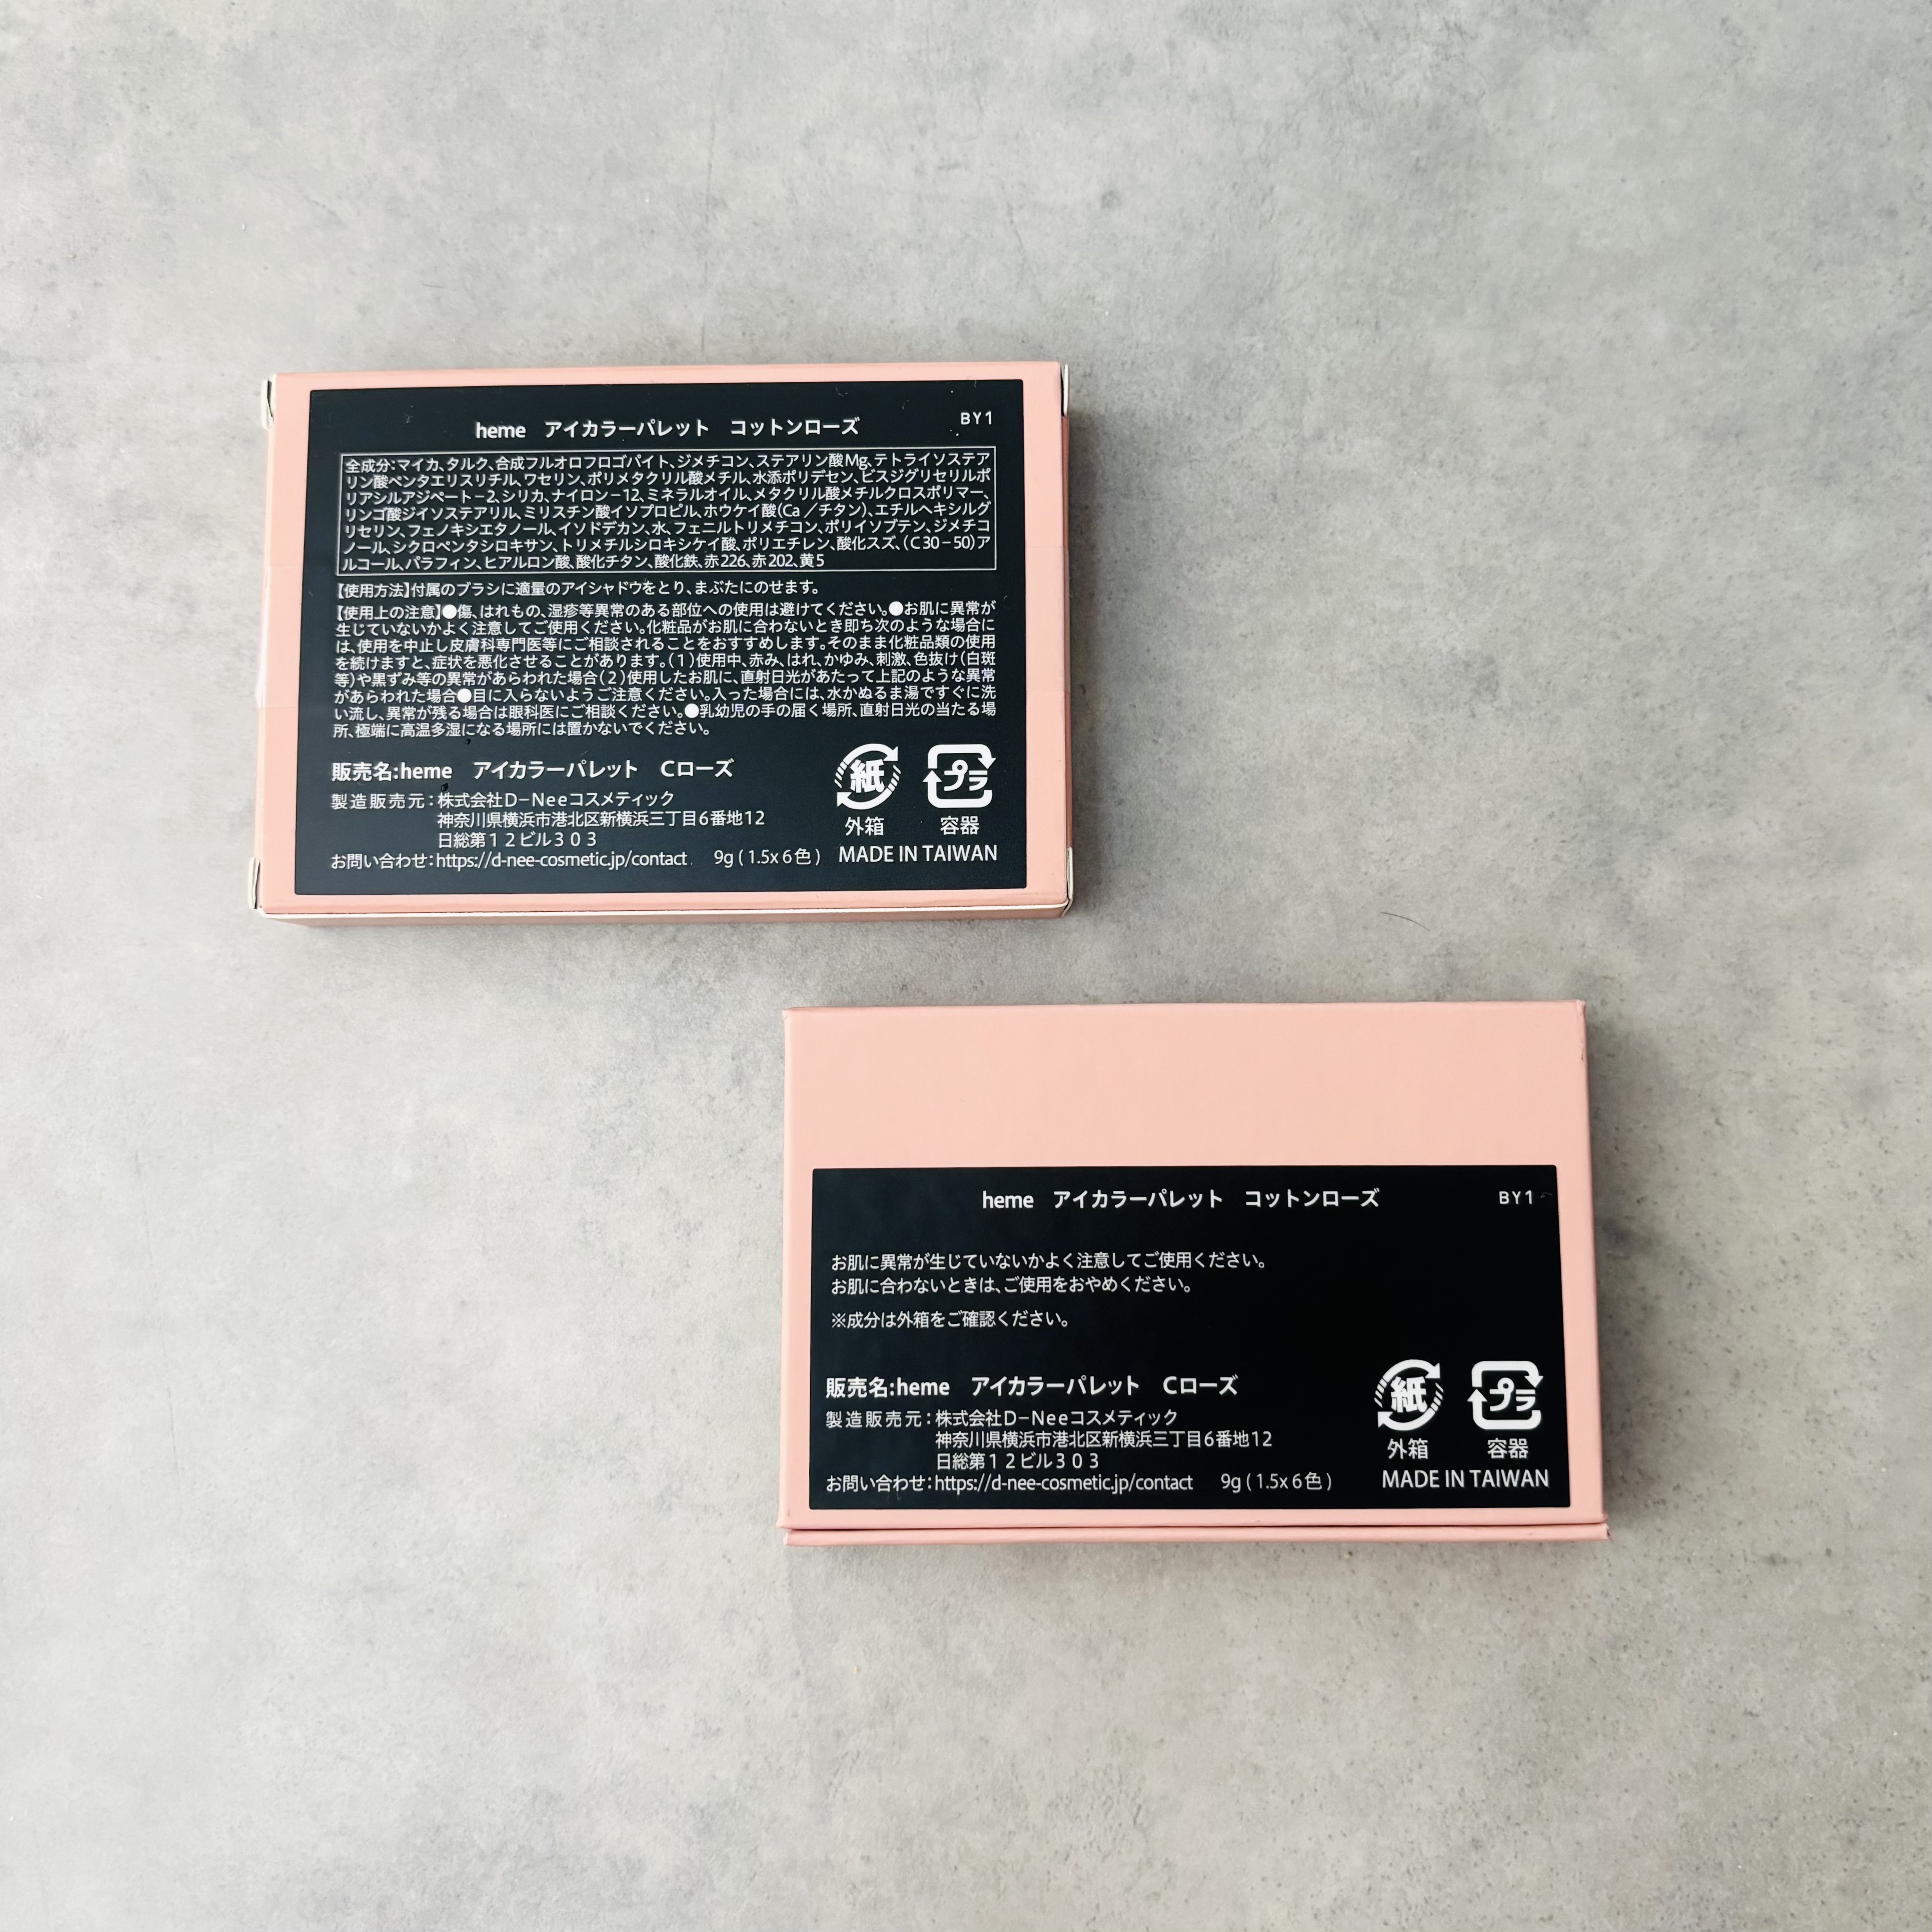 heme　アイカラーパレット　コットンローズ
BY1
全成分:マイカ、タルク、合成フルオロフロゴパイト、ジメチコン、ステアリン酸Mg、テトライソステア
リン酸ペンタエリスリチル、ワセリン、ポリメタクリル酸メチル、水添ポリデセン、ビスジグリセリルポ
リアシルアジペート－2、シリカ、ナイロン－12、ミネラルオイル、メタクリル酸メチルクロスポリマー、
リンゴ酸ジイソステアリル、ミリスチン酸イソプロピル、ホウケイ酸(Ca／チタン)、エチルヘキシルグ
リセリン、フェノキシエタノール、イソドデカン、水、フェニルトリメチコン、ポリイソブテン、ジメチコ
ノール、シクロペンタシロキサン、トリメチルシロキシケイ酸、ポリエチレン、酸化スズ、(C30－50)ア
ルコール、パラフィン、ヒアルロン酸、酸化チタン、酸化鉄、赤226、赤202、黄5
【使用方法】付属のブラシに適量のアイシャドウをとり、まぶたにのせます。
【使用上の注意】●傷、はれもの、湿疹等異常のある部位への使用は避けてください。●お肌に異常が
生じていないかよく注意してご使用ください。化粧品がお肌に合わないとき即ち次のような場合に
は、使用を中止し皮膚科専門医等にご相談されることをおすすめします。そのまま化粧品類の使用
を続けますと、症状を悪化させることがあります。(1)使用中、赤み、はれ、かゆみ、刺激、色抜け(白斑
等)や黒ずみ等の異常があらわれた場合(2)使用したお肌に、直射日光があたって上記のような異常
があらわれた場合●目に入らないようご注意ください。入った場合には、水かぬるま湯ですぐに洗
い流し、異常が残る場合は眼科医にご相談ください。●乳幼児の手の届く場所、直射日光の当たる場
所、極端に高温多湿になる場所には置かないでください。
販売名:heme　アイカラーパレット　Cローズ
製造販売元：株式会社D－Neeコスメティック
神奈川県横浜市港北区新横浜三丁目6番地12
日総第12ビル303
お問い合わせ：https://d-nee-cosmetic.jp/contact　9g ( 1.5x 6色 )
紙
外箱
プラ
容器
MADE IN TAIWAN
heme　アイカラーパレット　コットンローズ
BY1
お肌に異常が生じていないかよく注意してご使用ください。
お肌に合わないときは、ご使用をおやめください。
※成分は外箱をご確認ください。
販売名:heme　アイカラーパレット　Cローズ
製造販売元：株式会社D－Neeコスメティック
神奈川県横浜市港北区新横浜三丁目6番地12
日総第12ビル303
お問い合わせ：https://d-nee-cosmetic.jp/contact　9g ( 1.5x 6色 )
紙
外箱
プラ
容器
MADE IN TAIWAN